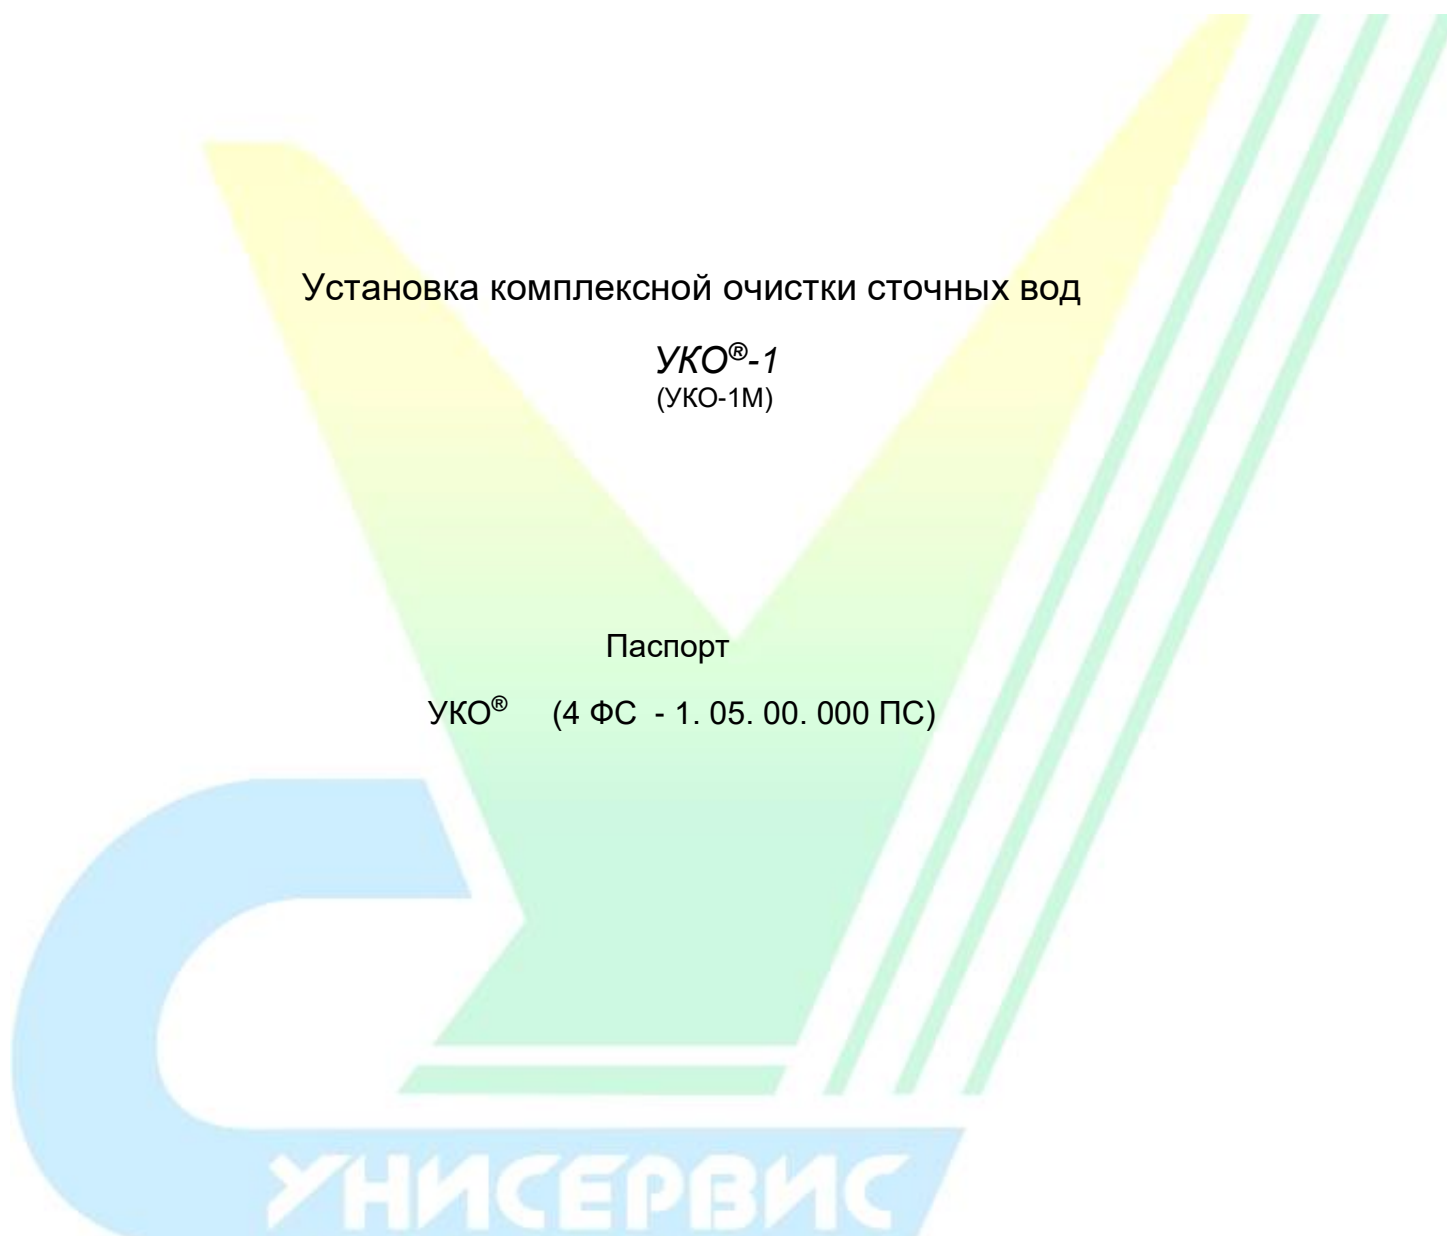 Установка комплексной очистки сточных вод
УКО®-1
(УКО-1М)
Паспорт
УКО® (4 ФС - 1. 05. 00. 000 ПС)
УНИСЕРВИС